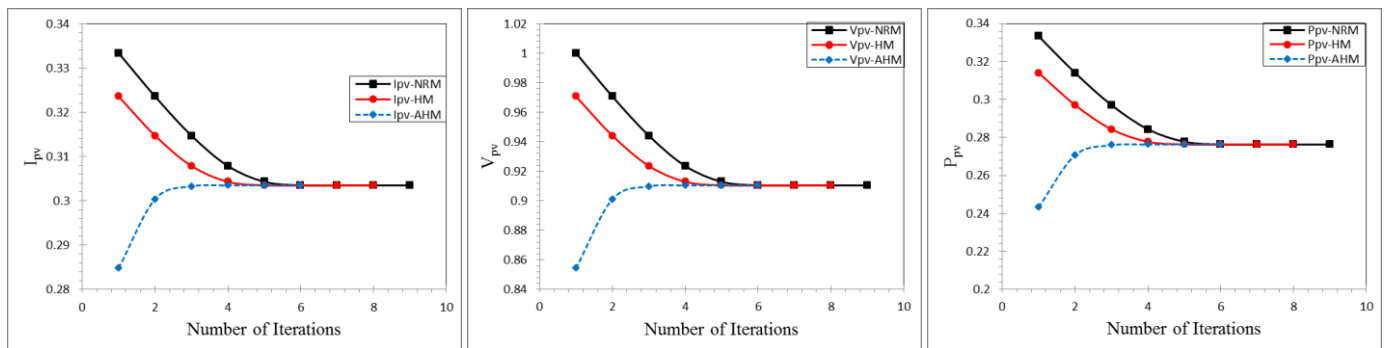 0.34
0.33
0.32
0.31
0.3
0.29
0.28
0
2
4
6
8
10
I_pv
Number of Iterations
Ipv-NRM
Ipv-HM
Ipv-AHM
1.02
1
0.98
0.96
0.94
0.92
0.9
0.88
0.86
0.84
0
2
4
6
8
10
V_pv
Number of Iterations
Vpv-NRM
Vpv-HM
Vpv-AHM
0.34
0.32
0.3
0.28
0.26
0.24
0.22
0.2
0
2
4
6
8
10
P_pv
Number of Iterations
Ppv-NRM
Ppv-HM
Ppv-AHM